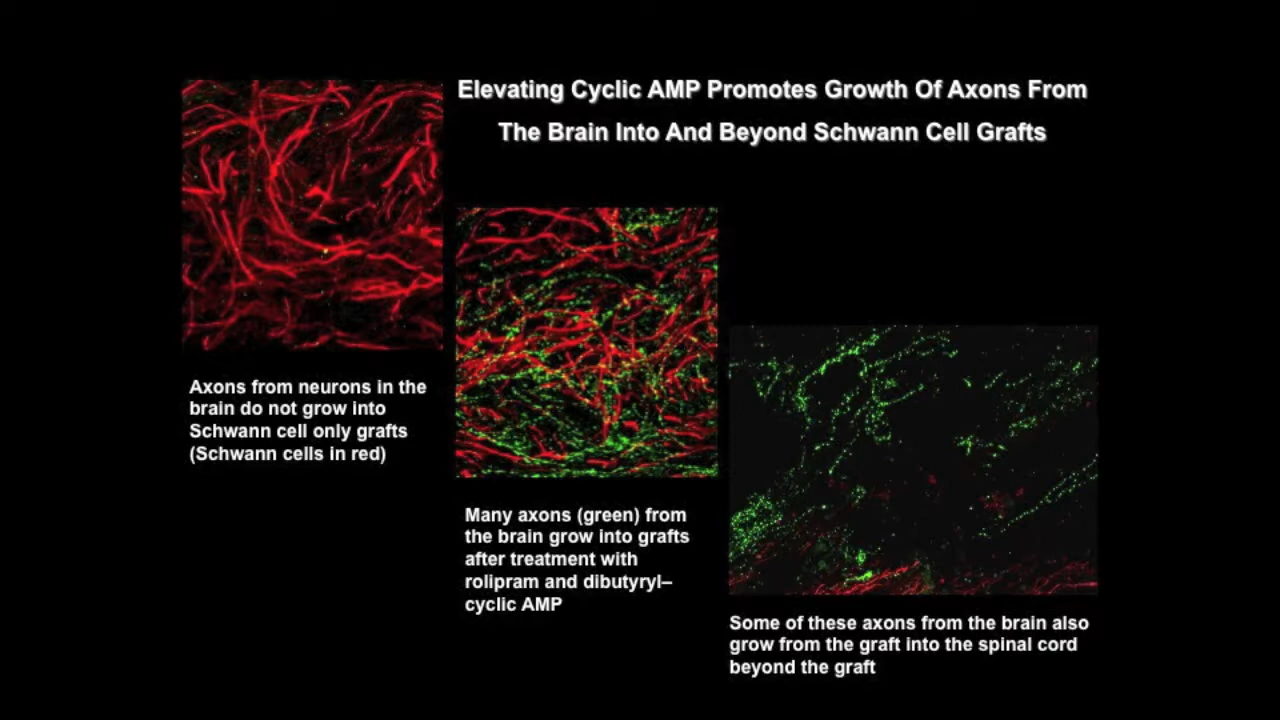 Elevating Cyclic AMP Promotes Growth Of Axons From
The Brain Into And Beyond Schwann Cell Grafts
Axons from neurons in the
brain do not grow into
Schwann cell only grafts
(Schwann cells in red)
Many axons (green) from
the brain grow into grafts
after treatment with
rolipram and dibutyryl–
cyclic AMP
Some of these axons from the brain also
grow from the graft into the spinal cord
beyond the graft